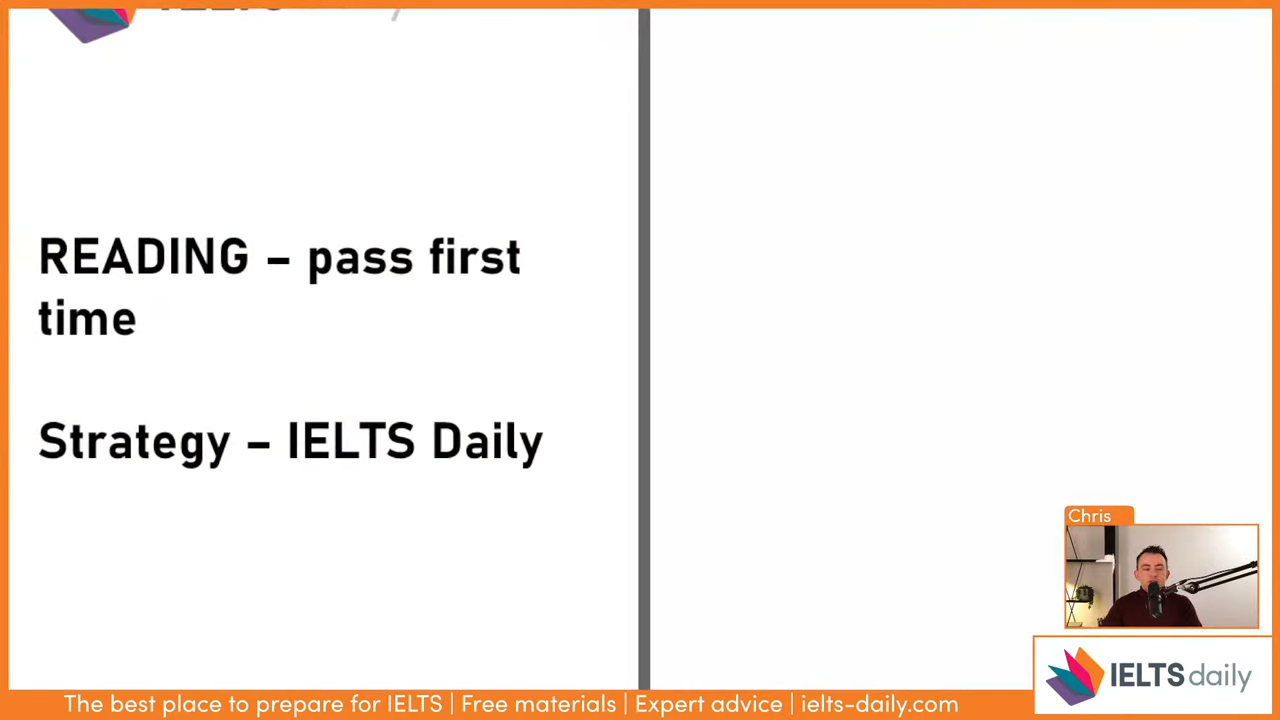 READING – pass first
time
Strategy – IELTS Daily
Chris
IELTS daily
The best place to prepare for IELTS | Free materials | Expert advice | ielts-daily.com